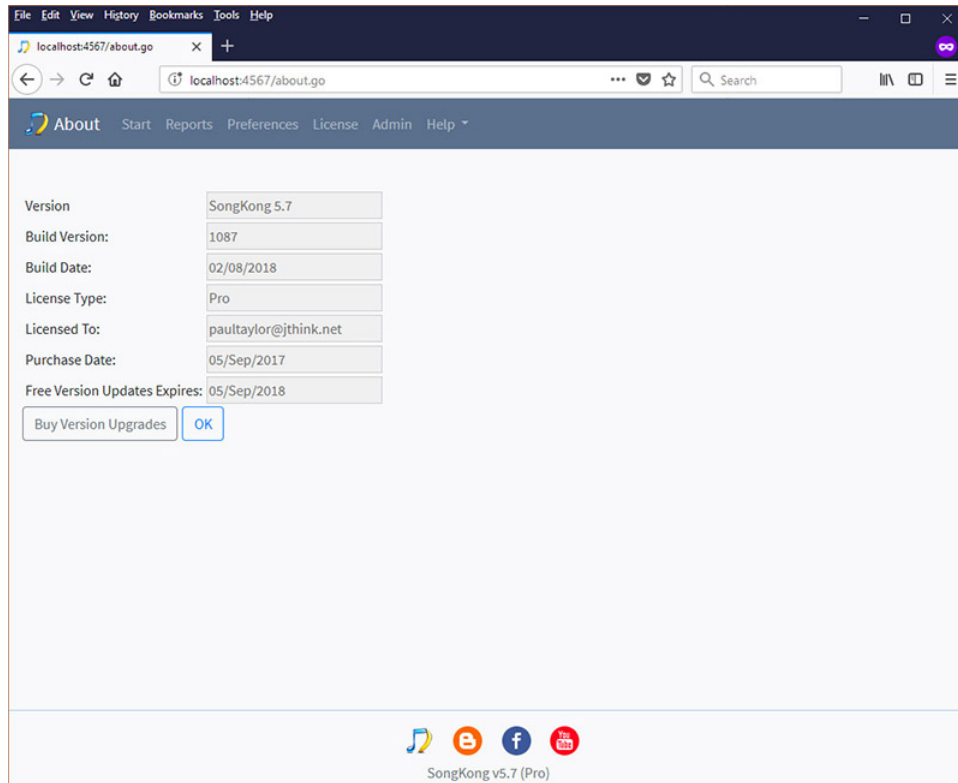 File Edit View History Bookmarks Tools Help
localhost:4567/about.go
localhost:4567/about.go
Search
About Start Reports Preferences License Admin Help
Version SongKong 5.7
Build Version: 1087
Build Date: 02/08/2018
License Type: Pro
Licensed To: paultaylor@jthink.net
Purchase Date: 05/Sep/2017
Free Version Updates Expires: 05/Sep/2018
Buy Version Upgrades OK
You
Tube
SongKong v5.7 (Pro)